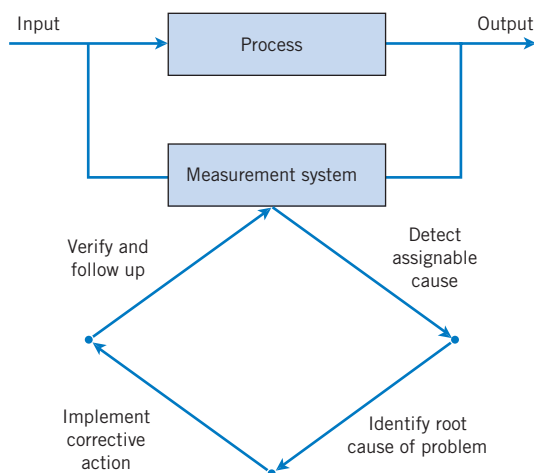 Input
Output
Process
Measurement system
Verify and
follow up
Detect
assignable
cause
Implement
corrective
action
Identify root
cause of problem